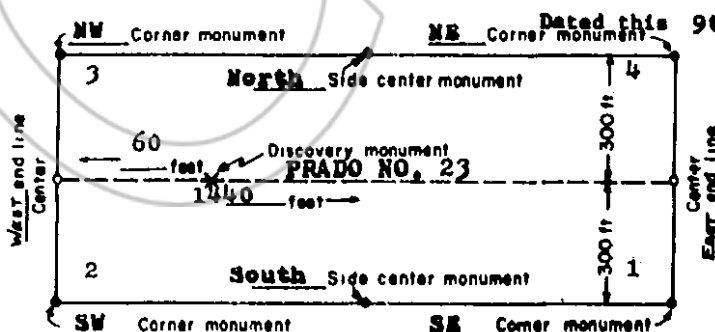 Dated this 9
NW Corner monument NE Corner monument
3 North Side center monument 4
300 ft
60 feet Discovery monument
PRADO NO. 23
1440 feet
WEST end line Center
Center EAST end line
300 ft
2 South Side center monument 1
SW Corner monument SE Corner monument